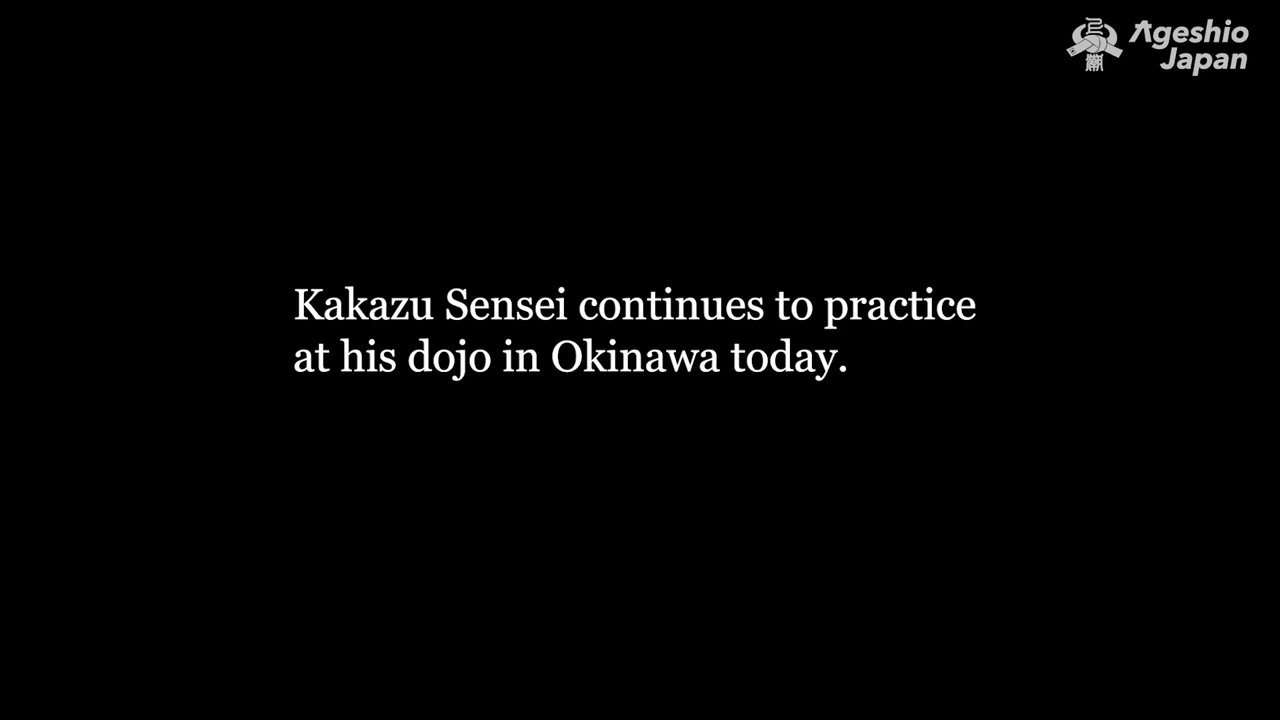 Ageshio
Japan
Kakazu Sensei continues to practice
at his dojo in Okinawa today.